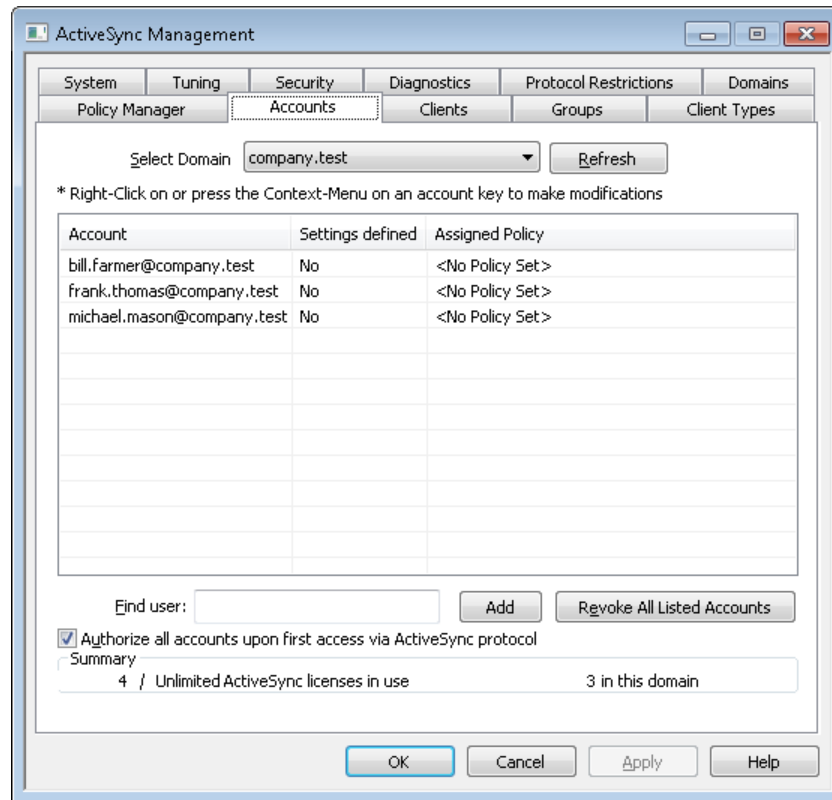 ActiveSync Management
System Tuning Security Diagnostics Protocol Restrictions Domains
Policy Manager Accounts Clients Groups Client Types
Select Domain company.test Refresh
* Right-Click on or press the Context-Menu on an account key to make modifications
Account Settings defined Assigned Policy
bill.farmer@company.test No <No Policy Set>
frank.thomas@company.test No <No Policy Set>
michael.mason@company.test No <No Policy Set>
Find user: Add Revoke All Listed Accounts
Authorize all accounts upon first access via ActiveSync protocol
Summary
4 / Unlimited ActiveSync licenses in use 3 in this domain
OK Cancel Apply Help